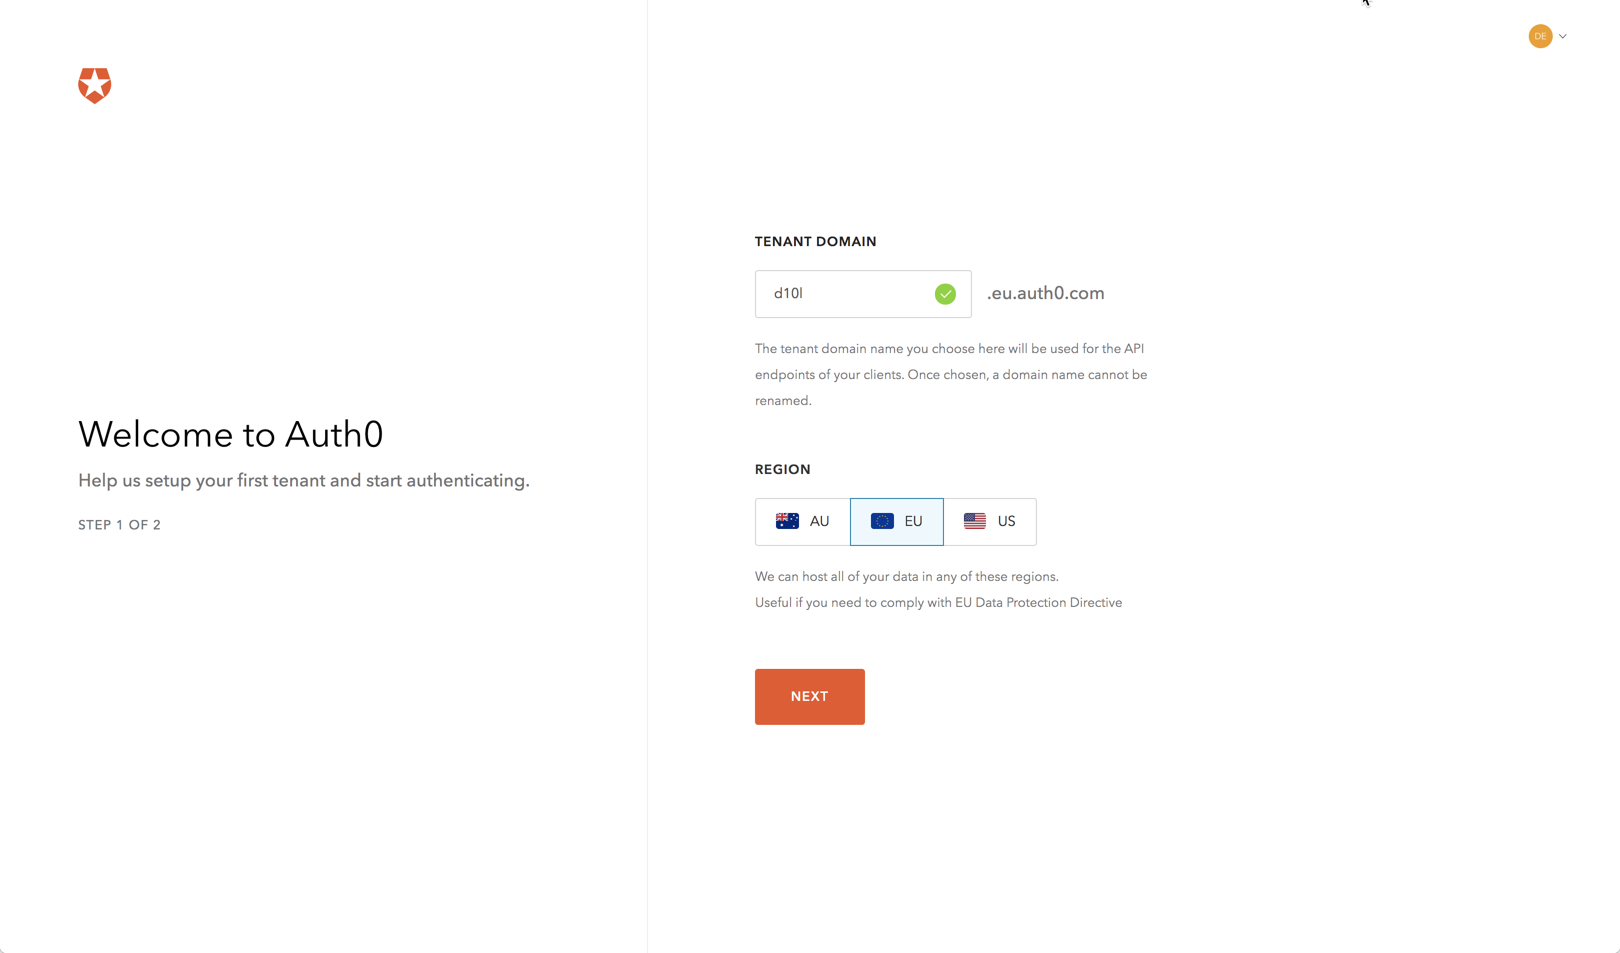 DE
Welcome to Auth0
Help us setup your first tenant and start authenticating.
STEP 1 OF 2
TENANT DOMAIN
d10l .eu.auth0.com
The tenant domain name you choose here will be used for the API
endpoints of your clients. Once chosen, a domain name cannot be
renamed.
REGION
AU EU US
We can host all of your data in any of these regions.
Useful if you need to comply with EU Data Protection Directive
NEXT